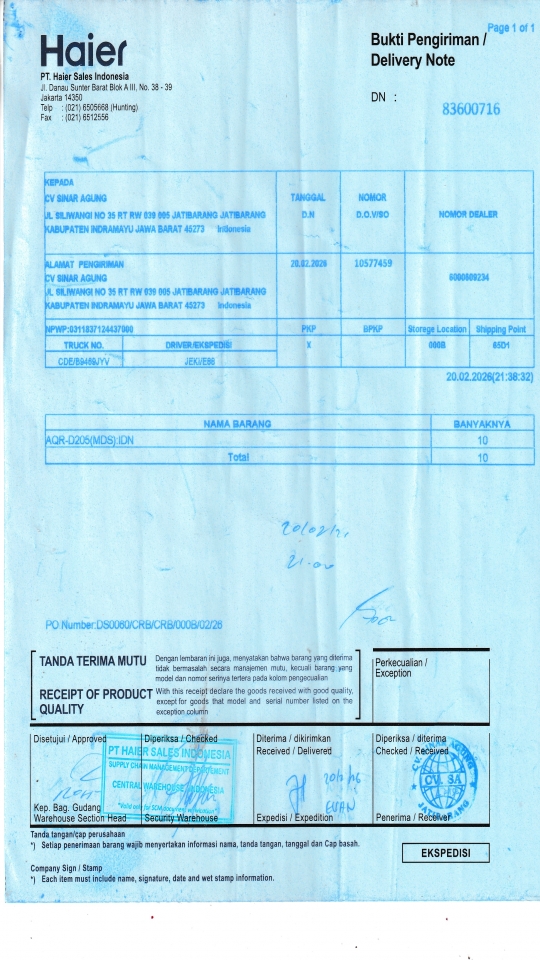 Page 1 of 1
Haier
Bukti Pengiriman /
Delivery Note
PT. Haier Sales Indonesia
Jl. Danau Sunter Barat Blok A III, No. 38 - 39
Jakarta 14350
Telp : (021) 6505668 (Hunting)
Fax : (021) 6512556
DN :
83600716
KEPADA
CV SINAR AGUNG
JL SILIWANGI NO 35 RT RW 039 005 JATIBARANG JATIBARANG
KABUPATEN INDRAMAYU JAWA BARAT 45273 Indonesia
TANGGAL
D.N
NOMOR
D.O.V/SO
NOMOR DEALER
ALAMAT PENGIRIMAN
CV SINAR AGUNG
JL SILIWANGI NO 35 RT RW 039 005 JATIBARANG JATIBARANG
KABUPATEN INDRAMAYU JAWA BARAT 45273 Indonesia
20.02.2026
10577459
NPWP:0311837124437000
PKP
BPKP
Storege Location
Shipping Point
TRUCK NO.
DRIVER/EKSPEDISI
X
000B
65D1
CDE/B9469JYV
JEKI/E86
20.02.2026(21:38:32)
NAMA BARANG
BANYAKNYA
AQR-D205(MDS):IDN
10
Total
10
PO Number:DS0060/CRB/CRB/000B/02/26
TANDA TERIMA MUTU
Dengan lembaran ini juga, menyatakan bahwa barang yang diterima
tidak bermasalah secara manajemen mutu, kecuali barang yang
model dan nomor serinya tertera pada kolom pengecualian
RECEIPT OF PRODUCT
QUALITY
With this receipt declare the goods received with good quality,
except for goods that model and serial number listed on the
exception column
Perkecualian /
Exception
Disetujui / Approved
Diperiksa / Checked
Diterima / dikirimkan
Received / Delivered
Diperiksa / diterima
Checked / Received
PT HAIER SALES INDONESIA
SUPPLY CHAIN MANAGEMENT DEPARTEMENT
CENTRAL WAREHOUSE INDONESIA
EVAN
CV. SINAR AGUNG
CV. SA
JATIBARANG
Kep. Bag. Gudang
Warehouse Section Head
Security Warehouse
Expedisi / Expedition
Penerima / Receiver
Tanda tangan/cap perusahaan
*) Setiap penerimaan barang wajib menyertakan informasi nama, tanda tangan, tanggal dan Cap basah.
EKSPEDISI
Company Sign / Stamp
*) Each item must include name, signature, date and wet stamp information.